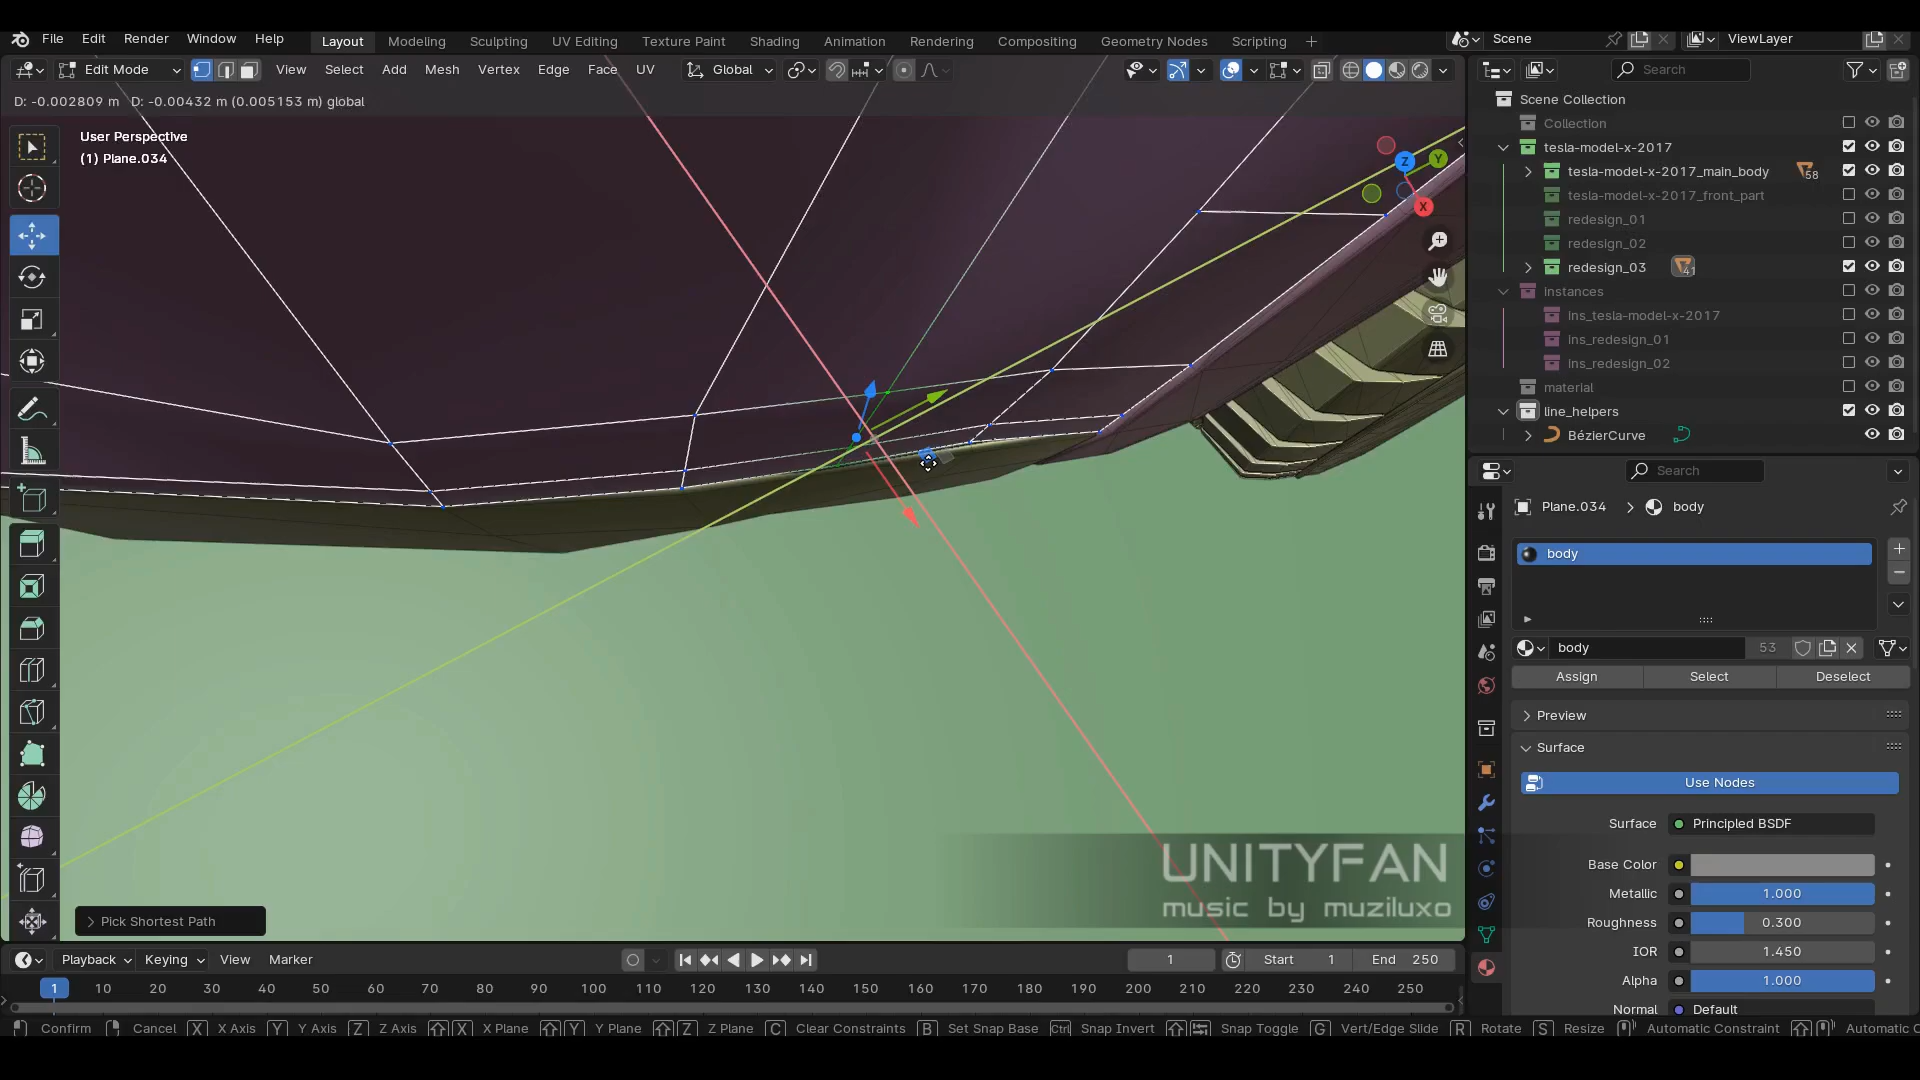 File Edit Render Window Help
Layout Modeling Sculpting UV Editing Texture Paint Shading Animation Rendering Compositing Geometry Nodes Scripting
Scene
ViewLayer
Edit Mode View Select Add Mesh Vertex Edge Face UV Global
Search
D: -0.002809 m D: -0.00432 m (0.005153 m) global
User Perspective
(1) Plane.034
Z
Y
X
Scene Collection
Collection
tesla-model-x-2017
tesla-model-x-2017_main_body 58
tesla-model-x-2017_front_part
redesign_01
redesign_02
redesign_03 41
instances
ins_tesla-model-x-2017
ins_redesign_01
ins_redesign_02
material
line_helpers
BézierCurve
Search
Plane.034 body
body
body 53
Assign Select Deselect
Preview
Surface
Use Nodes
Surface Principled BSDF
Base Color
Metallic 1.000
Roughness 0.300
IOR 1.450
Alpha 1.000
Normal Default
UNITYFAN
music by muziluxo
Pick Shortest Path
Playback Keying View Marker
1 Start 1 End 250
1 10 20 30 40 50 60 70 80 90 100 110 120 130 140 150 160 170 180 190 200 210 220 230 240 250
Confirm Cancel X X Axis Y Y Axis Z Z Axis X X Plane Y Y Plane Z Z Plane C Clear Constraints B Set Snap Base Ctrl Snap Invert Snap Toggle G Vert/Edge Slide R Rotate S Resize Automatic Constraint Automatic C